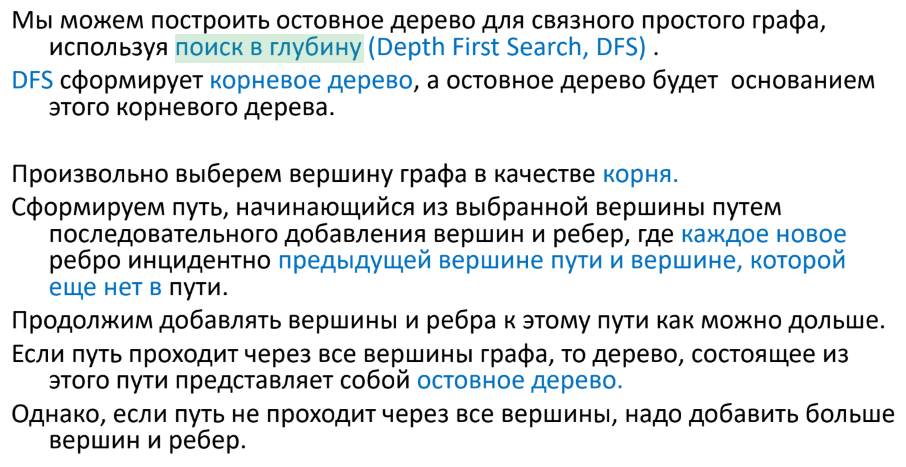 Мы можем построить остовное дерево для связного простого графа,
используя поиск в глубину (Depth First Search, DFS) .
DFS сформирует корневое дерево, а остовное дерево будет основанием
этого корневого дерева.
Произвольно выберем вершину графа в качестве корня.
Сформируем путь, начинающийся из выбранной вершины путем
последовательного добавления вершин и ребер, где каждое новое
ребро инцидентно предыдущей вершине пути и вершине, которой
еще нет в пути.
Продолжим добавлять вершины и ребра к этому пути как можно дольше.
Если путь проходит через все вершины графа, то дерево, состоящее из
этого пути представляет собой остовное дерево.
Однако, если путь не проходит через все вершины, надо добавить больше
вершин и ребер.